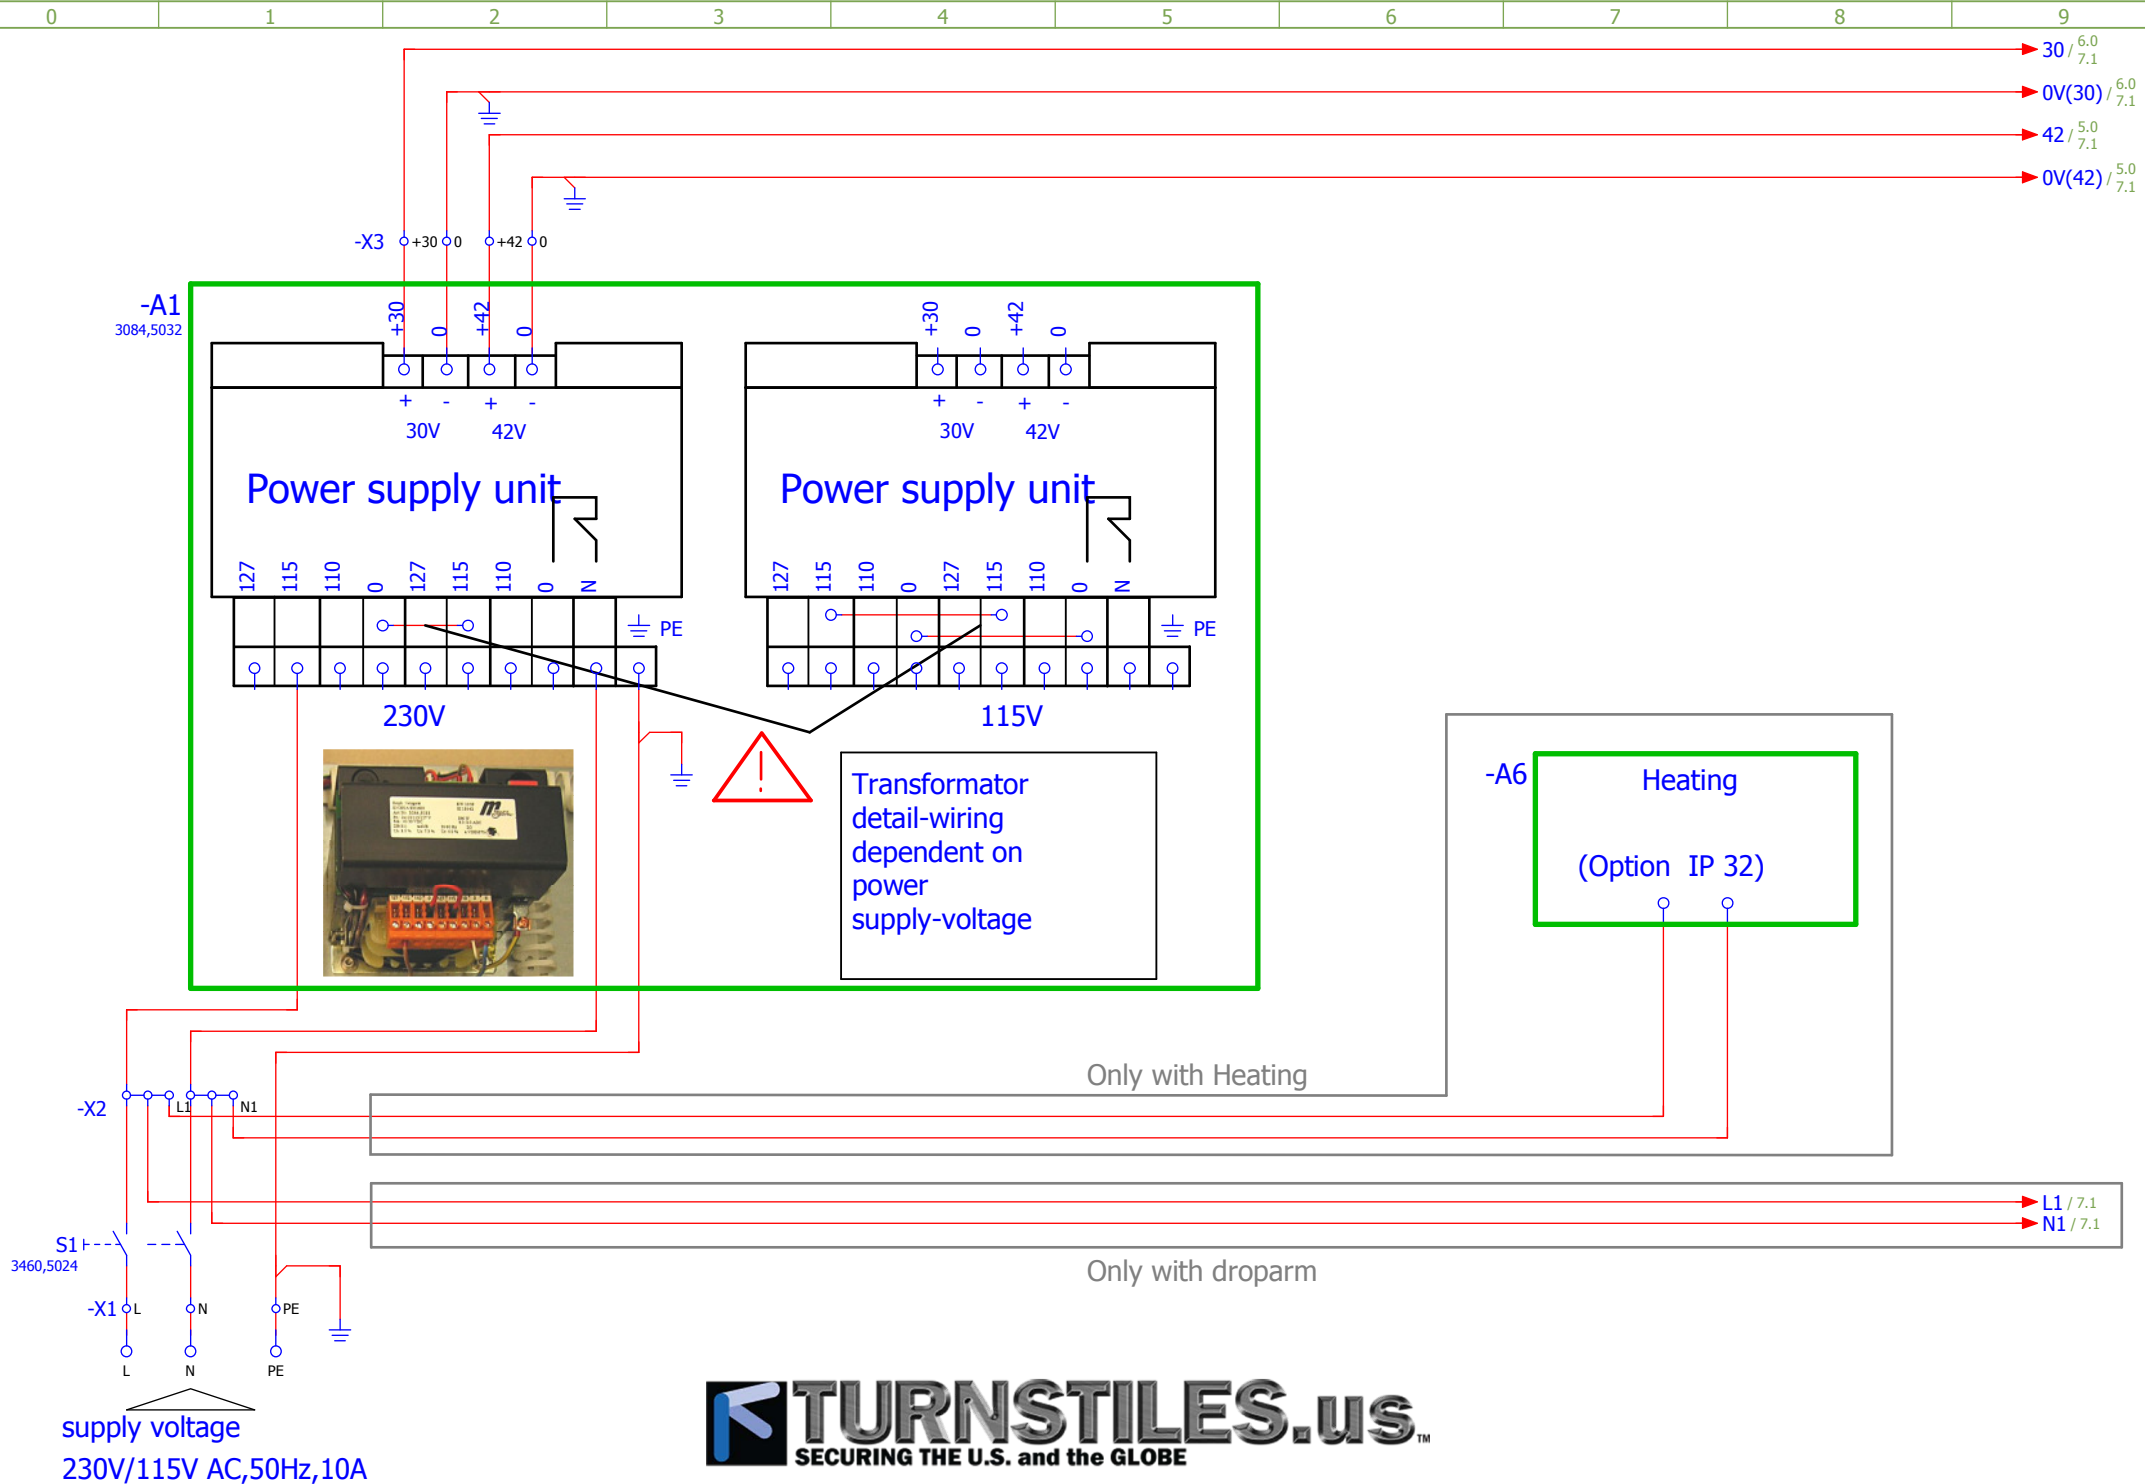 0 1 2 3 4 5 6 7 8 9
30 / 6.0 7.1
0V(30) / 6.0 7.1
42 / 5.0 7.1
0V(42) / 5.0 7.1
-X3 +30 0 +42 0
-A1
3084,5032
+30 0 +42 0
+30 0 +42 0
+ - + -
+ - + -
30V 42V
30V 42V
Power supply unit
Power supply unit
127 115 110 0 127 115 110 0 N
127 115 110 0 127 115 110 0 N
PE
PE
230V
115V
Transformator
detail-wiring
dependent on
power
supply-voltage
-A6
Heating
(Option IP 32)
Only with Heating
-X2 L1 N1
L1 / 7.1
N1 / 7.1
S1
3460,5024
Only with droparm
-X1 L N PE
L N PE
supply voltage
230V/115V AC,50Hz,10A
TURNSTILES.us™
SECURING THE U.S. and the GLOBE